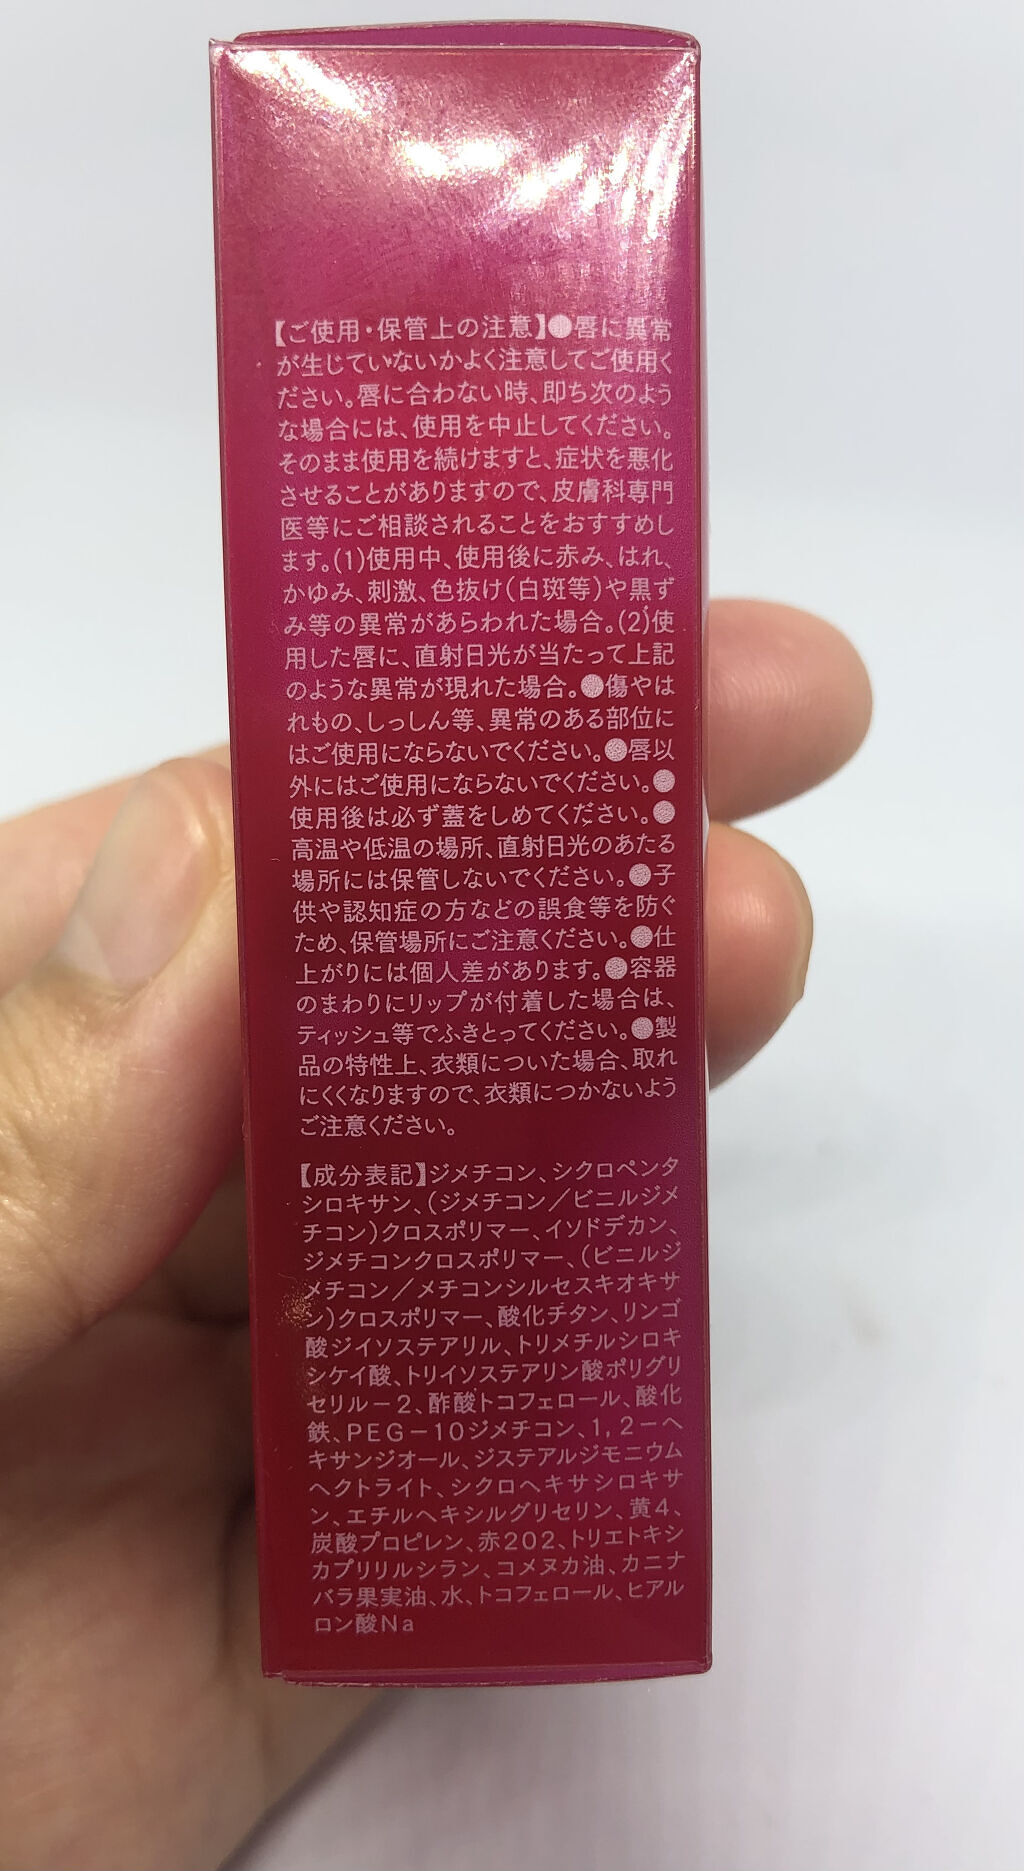 【ご使用・保管上の注意】●唇に異常
が生じていないかよく注意してご使用く
ださい。唇に合わない時、即ち次のよう
な場合には、使用を中止してください。
そのまま使用を続けますと、症状を悪化
させることがありますので、皮膚科専門
医等にご相談されることをおすすめし
ます。(1)使用中、使用後に赤み、はれ、
かゆみ、刺激、色抜け(白斑等)や黒ず
み等の異常があらわれた場合。(2)使
用した唇に、直射日光が当たって上記
のような異常が現れた場合。●傷やは
れもの、しっしん等、異常のある部位に
はご使用にならないでください。●唇以
外にはご使用にならないでください。●
使用後は必ず蓋をしめてください。●
高温や低温の場所、直射日光のあたる
場所には保管しないでください。●子
供や認知症の方などの誤食等を防ぐ
ため、保管場所にご注意ください。●仕
上がりには個人差があります。●容器
のまわりにリップが付着した場合は、
ティッシュ等でふきとってください。●製
品の特性上、衣類についた場合、取れ
にくくなりますので、衣類につかないよう
ご注意ください。
【成分表記】ジメチコン、シクロペンタ
シロキサン、(ジメチコン／ビニルジメ
チコン)クロスポリマー、イソドデカン、
ジメチコンクロスポリマー、(ビニルジ
メチコン／メチコンシルセスキオキサ
ン)クロスポリマー、酸化チタン、リンゴ
酸ジイソステアリル、トリメチルシロキ
シケイ酸、トリイソステアリン酸ポリグリ
セリル－2、酢酸トコフェロール、酸化
鉄、PEG－10ジメチコン、1,2－ヘ
キサンジオール、ジステアルジモニウム
ヘクトライト、シクロヘキサシロキサ
ン、エチルヘキシルグリセリン、黄4、
炭酸プロピレン、赤202、トリエトキシ
カプリリルシラン、コメヌカ油、カニナ
バラ果実油、水、トコフェロール、ヒアル
ロン酸Na